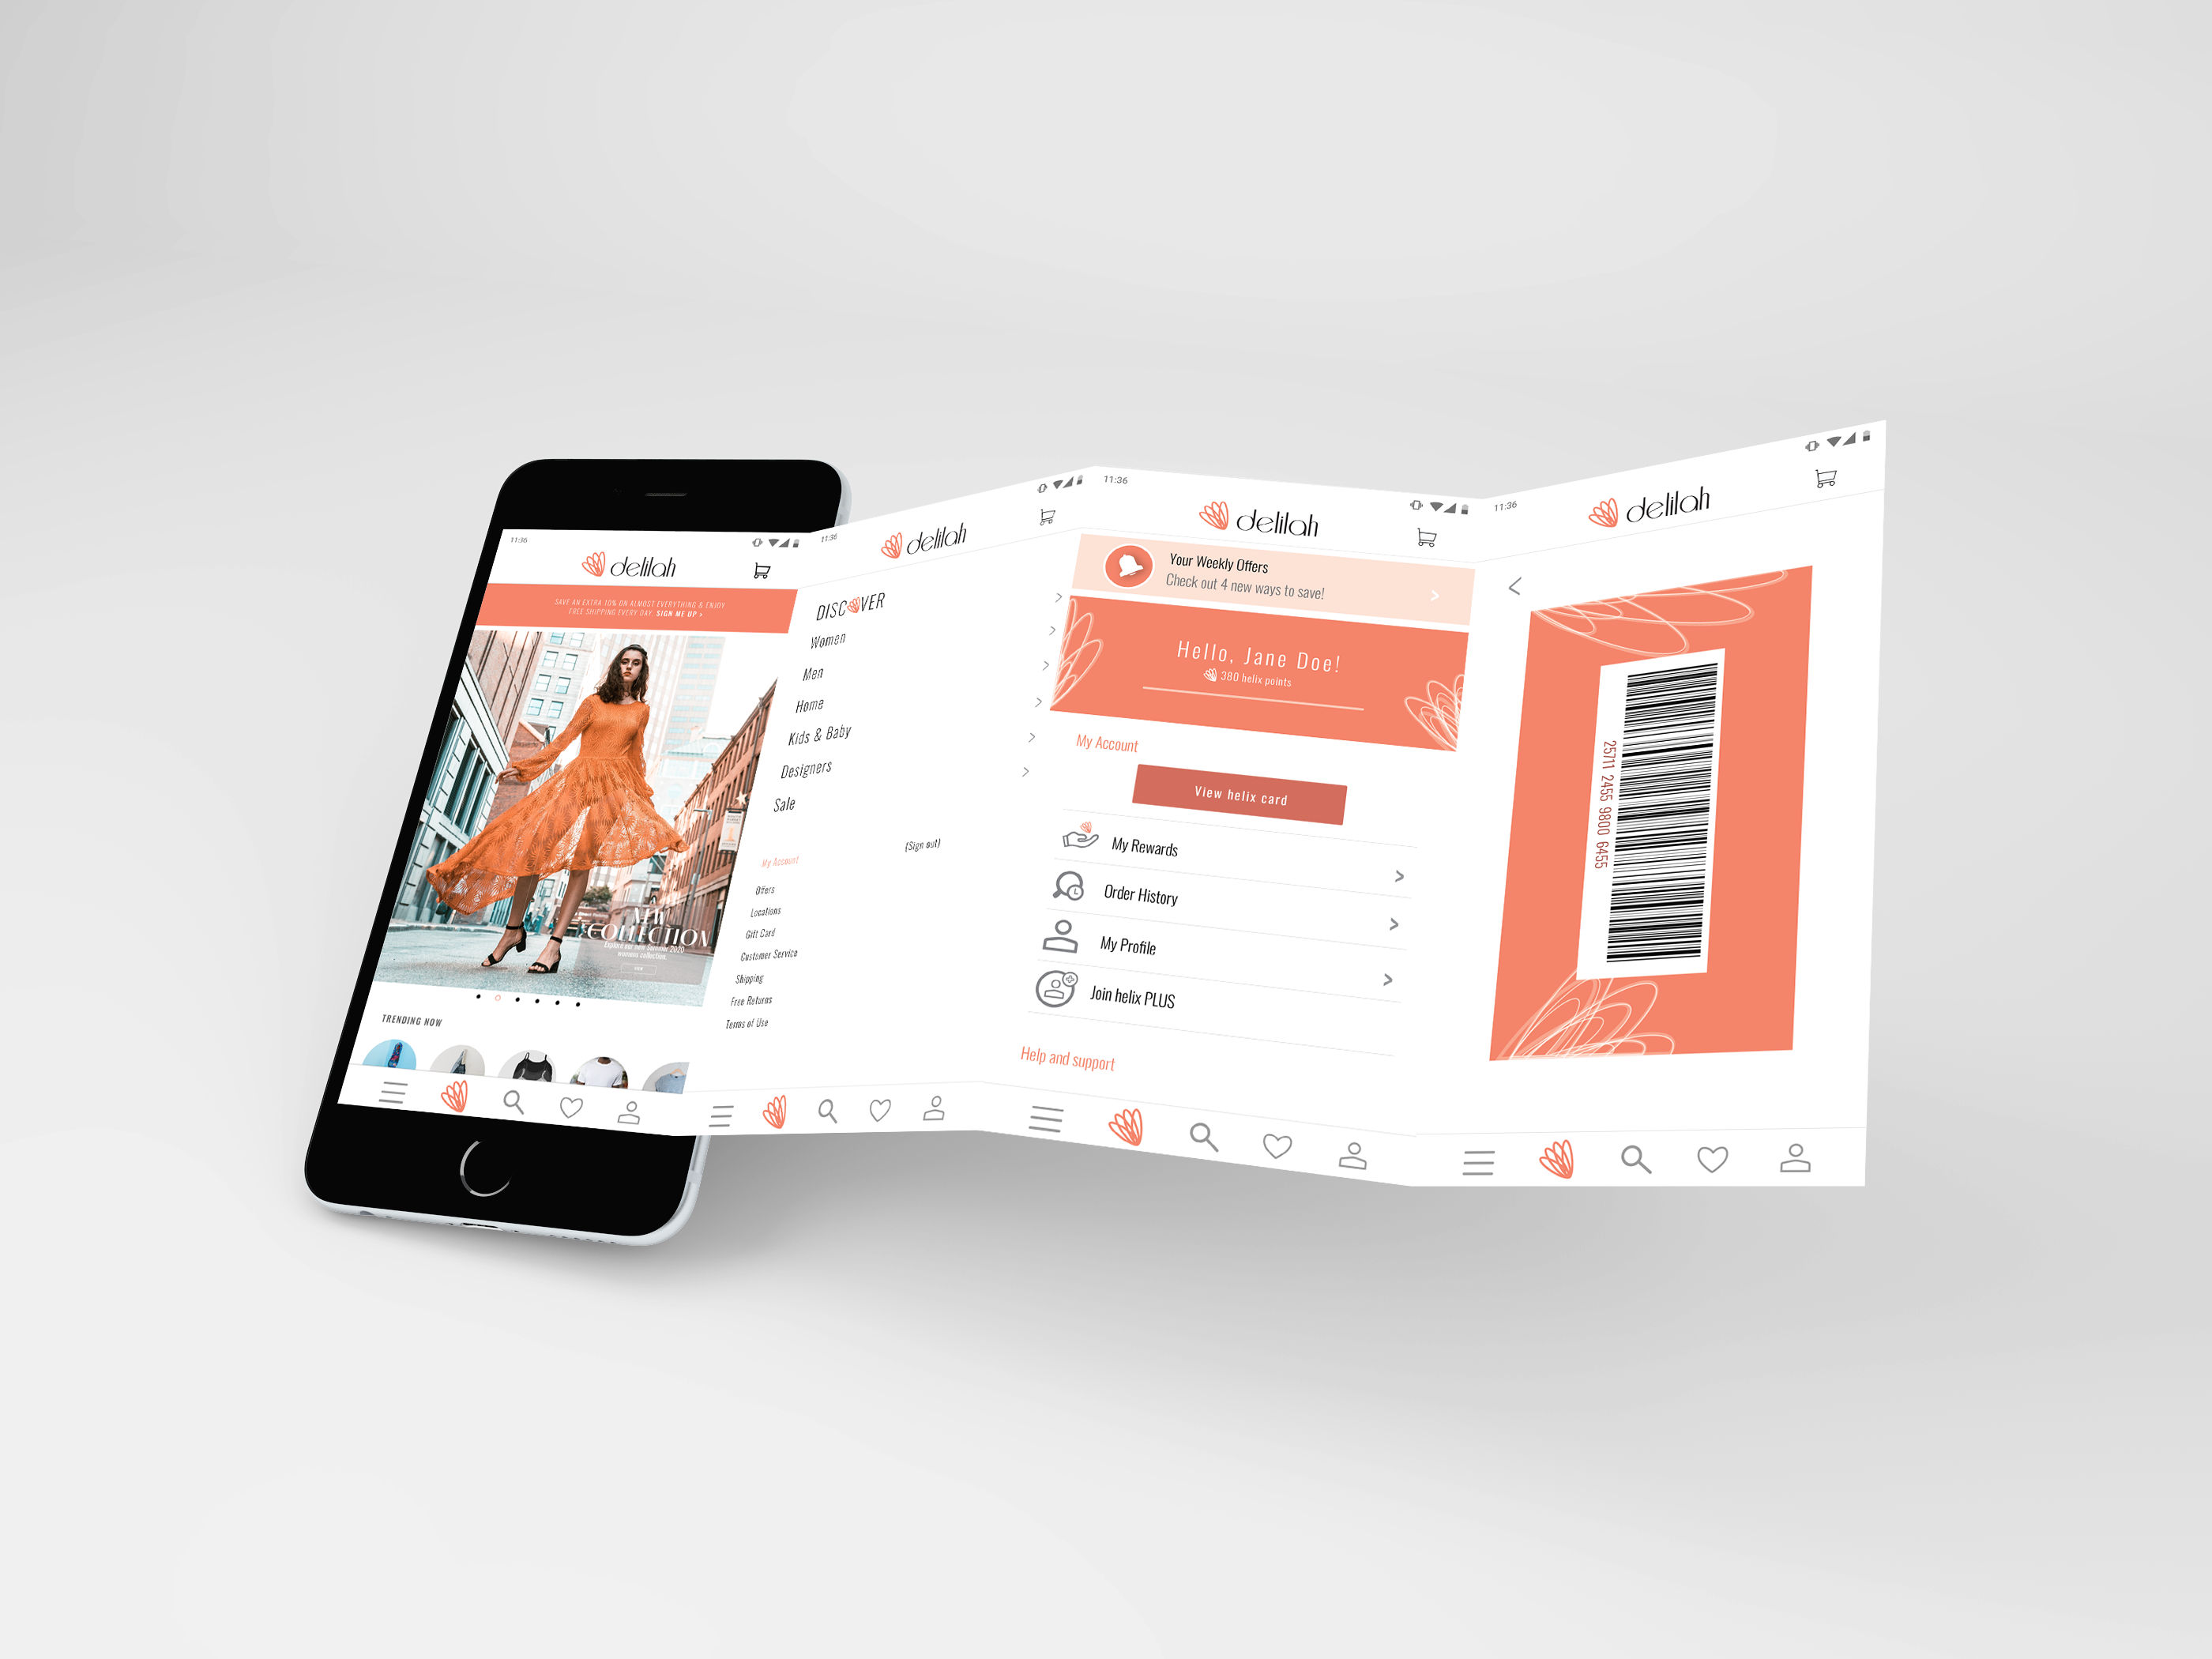 11:36
delilah
SAVE AN EXTRA 10% ON ALMOST EVERYTHING & ENJOY
FREE SHIPPING EVERY DAY. SIGN ME UP >
A
NEW
COLLECTION
Explore our new summer 2020
womens collection.
VIEW
TRENDING NOW
11:36
delilah
DISCOVER
Women
Men
Home
Kids & Baby
Designers
Sale
My Account
(Sign out)
Offers
Locations
Gift Card
Customer Service
Shipping
Free Returns
Terms of Use
11:36
delilah
Your Weekly Offers
Check out 4 new ways to save!
Hello, Jane Doe!
380 helix points
My Account
View helix card
My Rewards
Order History
My Profile
Join helix PLUS
Help and support
11:36
delilah
25711 2455 9800 6455